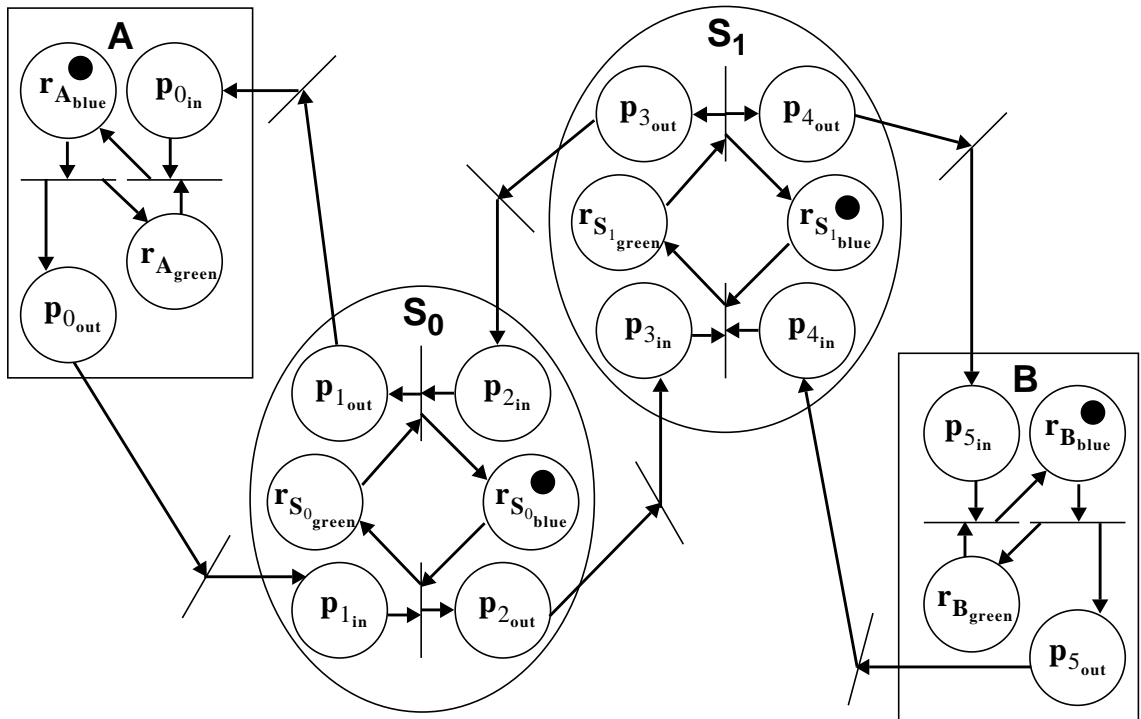 A
r_A_blue p_0_in
r_A_green
p_0_out
S_1
p_3_out p_4_out
r_S_1_green r_S_1_blue
p_3_in p_4_in
S_0
p_1_out p_2_in
r_S_0_green r_S_0_blue
p_1_in p_2_out
B
p_5_in r_B_blue
r_B_green
p_5_out